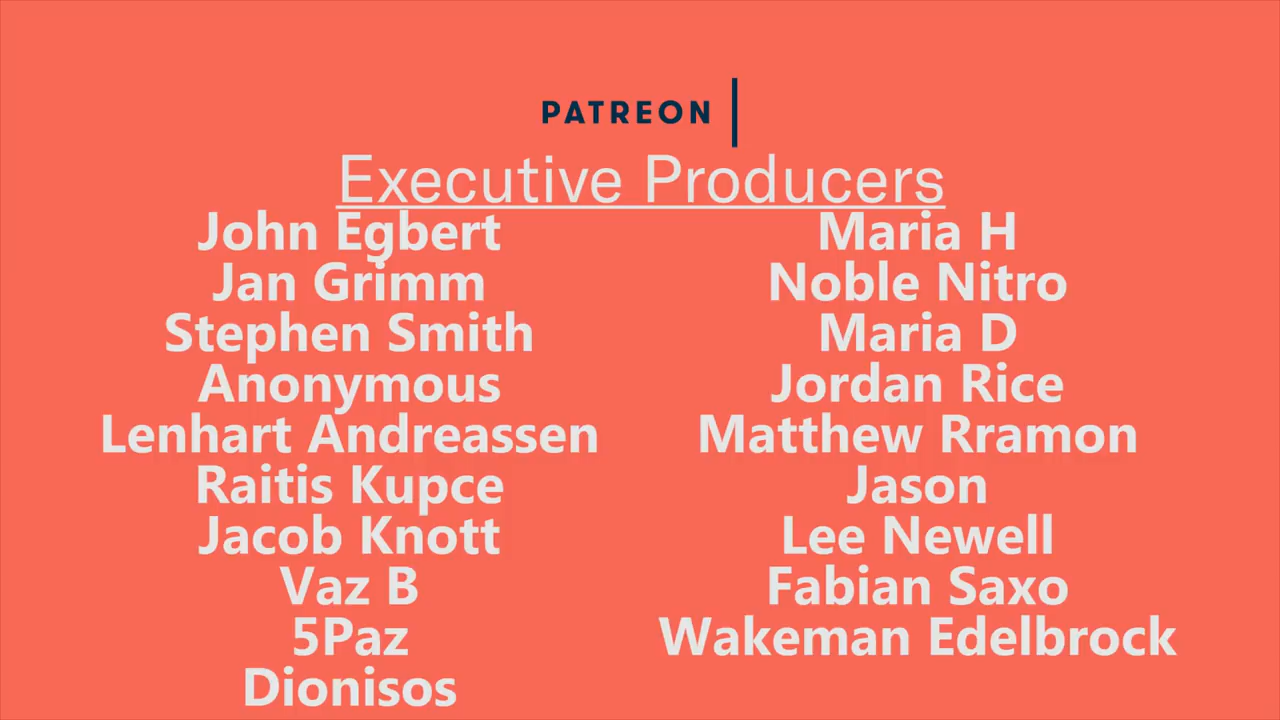 PATREON
Executive Producers
John Egbert
Jan Grimm
Stephen Smith
Anonymous
Lenhart Andreassen
Raitis Kupce
Jacob Knott
Vaz B
5Paz
Dionisos
Maria H
Noble Nitro
Maria D
Jordan Rice
Matthew Rramon
Jason
Lee Newell
Fabian Saxo
Wakeman Edelbrock